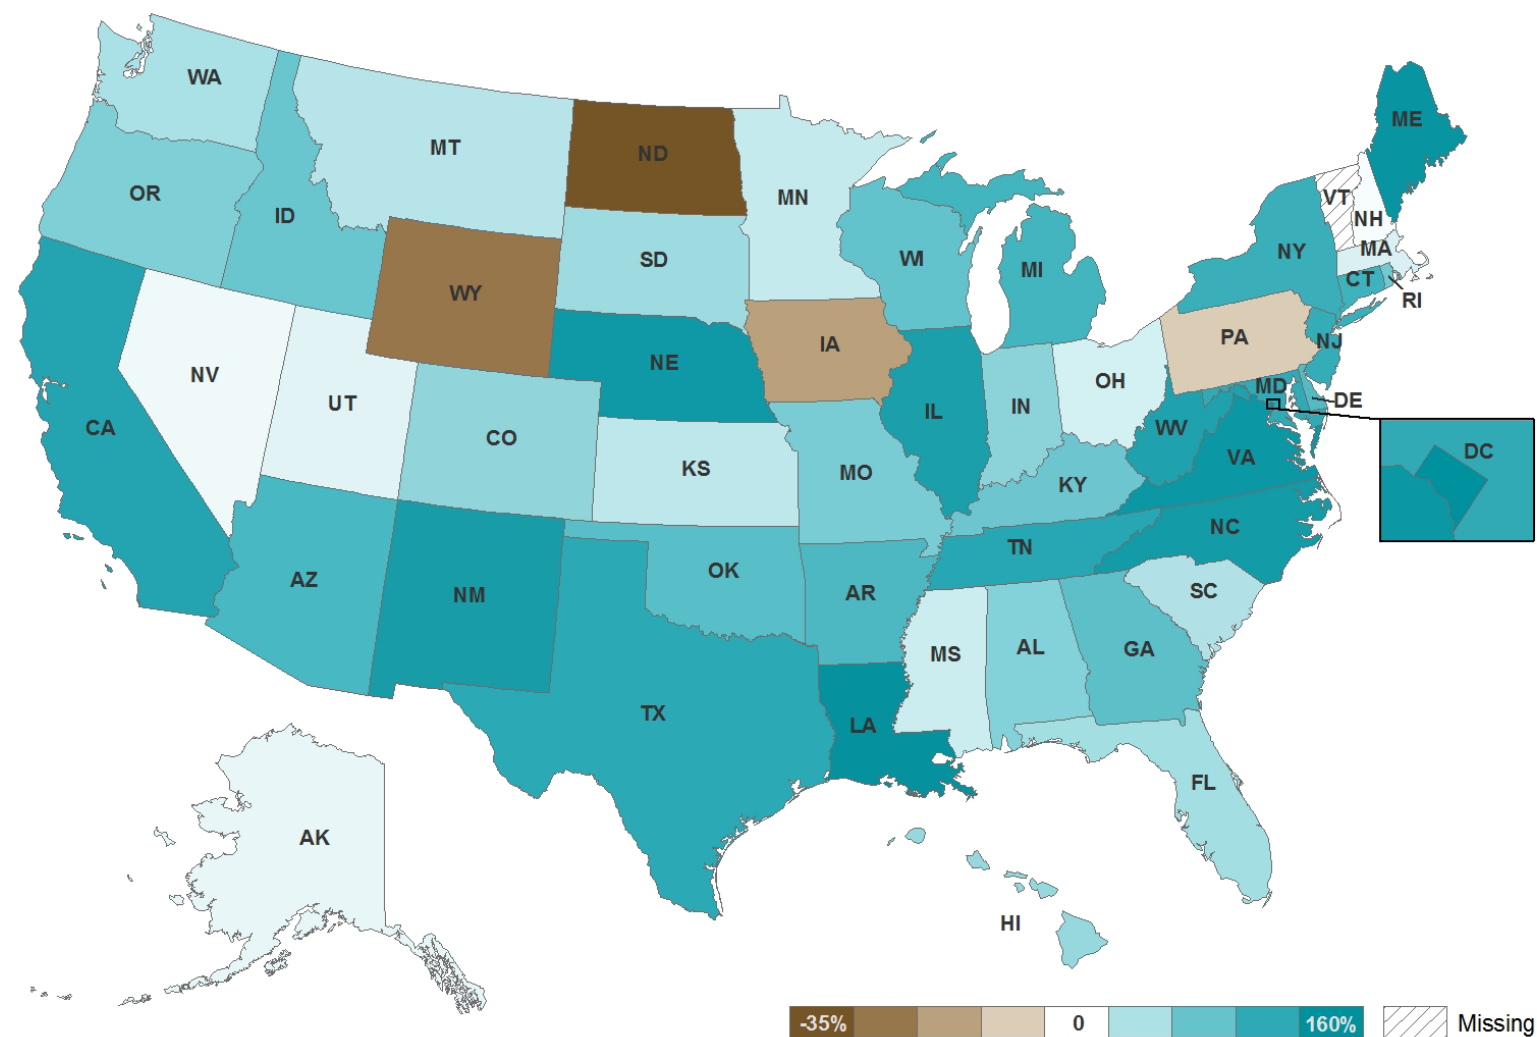 WA
MT
ND
MN
OR
ID
SD
WI
MI
WY
NV
UT
CO
NE
IA
KS
MO
IL
IN
OH
KY
WV
VA
PA
NY
VT
NH
ME
MA
CT
RI
NJ
DE
MD
DC
CA
AZ
NM
OK
AR
TN
NC
SC
MS
AL
GA
TX
LA
FL
AK
HI
-35%
0
160%
Missing